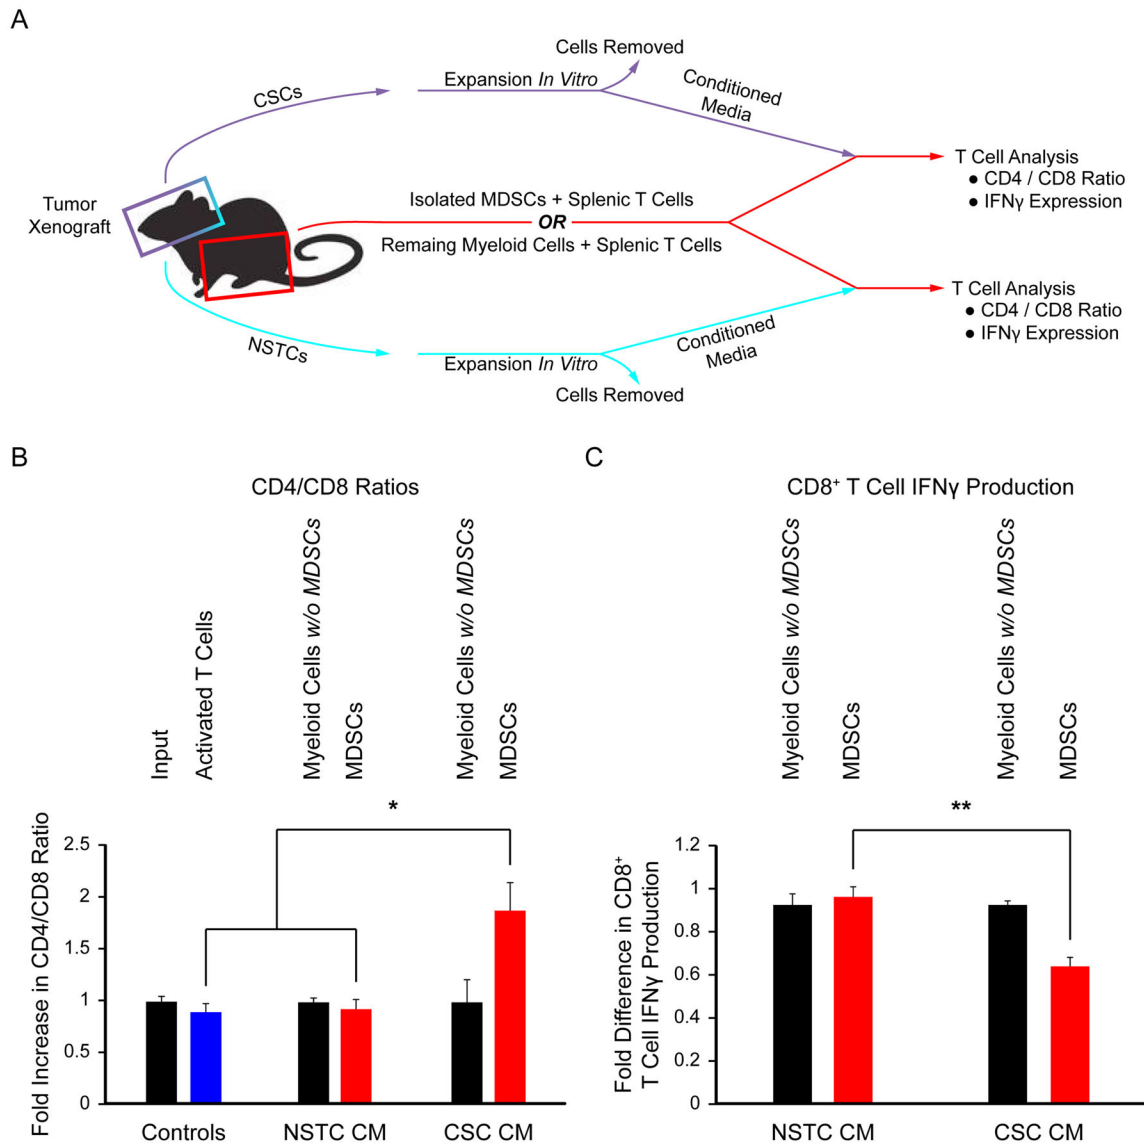 A
Cells Removed
Expansion In Vitro
Conditioned
Media
CSCs
Tumor
Xenograft
Isolated MDSCs + Splenic T Cells
OR
Remaing Myeloid Cells + Splenic T Cells
T Cell Analysis
● CD4 / CD8 Ratio
● IFNγ Expression
T Cell Analysis
● CD4 / CD8 Ratio
● IFNγ Expression
NSTCs
Expansion In Vitro
Conditioned
Media
Cells Removed
B
CD4/CD8 Ratios
Input
Activated T Cells
Myeloid Cells w/o MDSCs
MDSCs
Myeloid Cells w/o MDSCs
MDSCs
*
Fold Increase in CD4/CD8 Ratio
2.5
2
1.5
1
0.5
0
Controls
NSTC CM
CSC CM
C
CD8⁺ T Cell IFNγ Production
Myeloid Cells w/o MDSCs
MDSCs
Myeloid Cells w/o MDSCs
MDSCs
**
Fold Difference in CD8⁺
T Cell IFNγ Production
1.2
1
0.8
0.6
0.4
0.2
0
NSTC CM
CSC CM